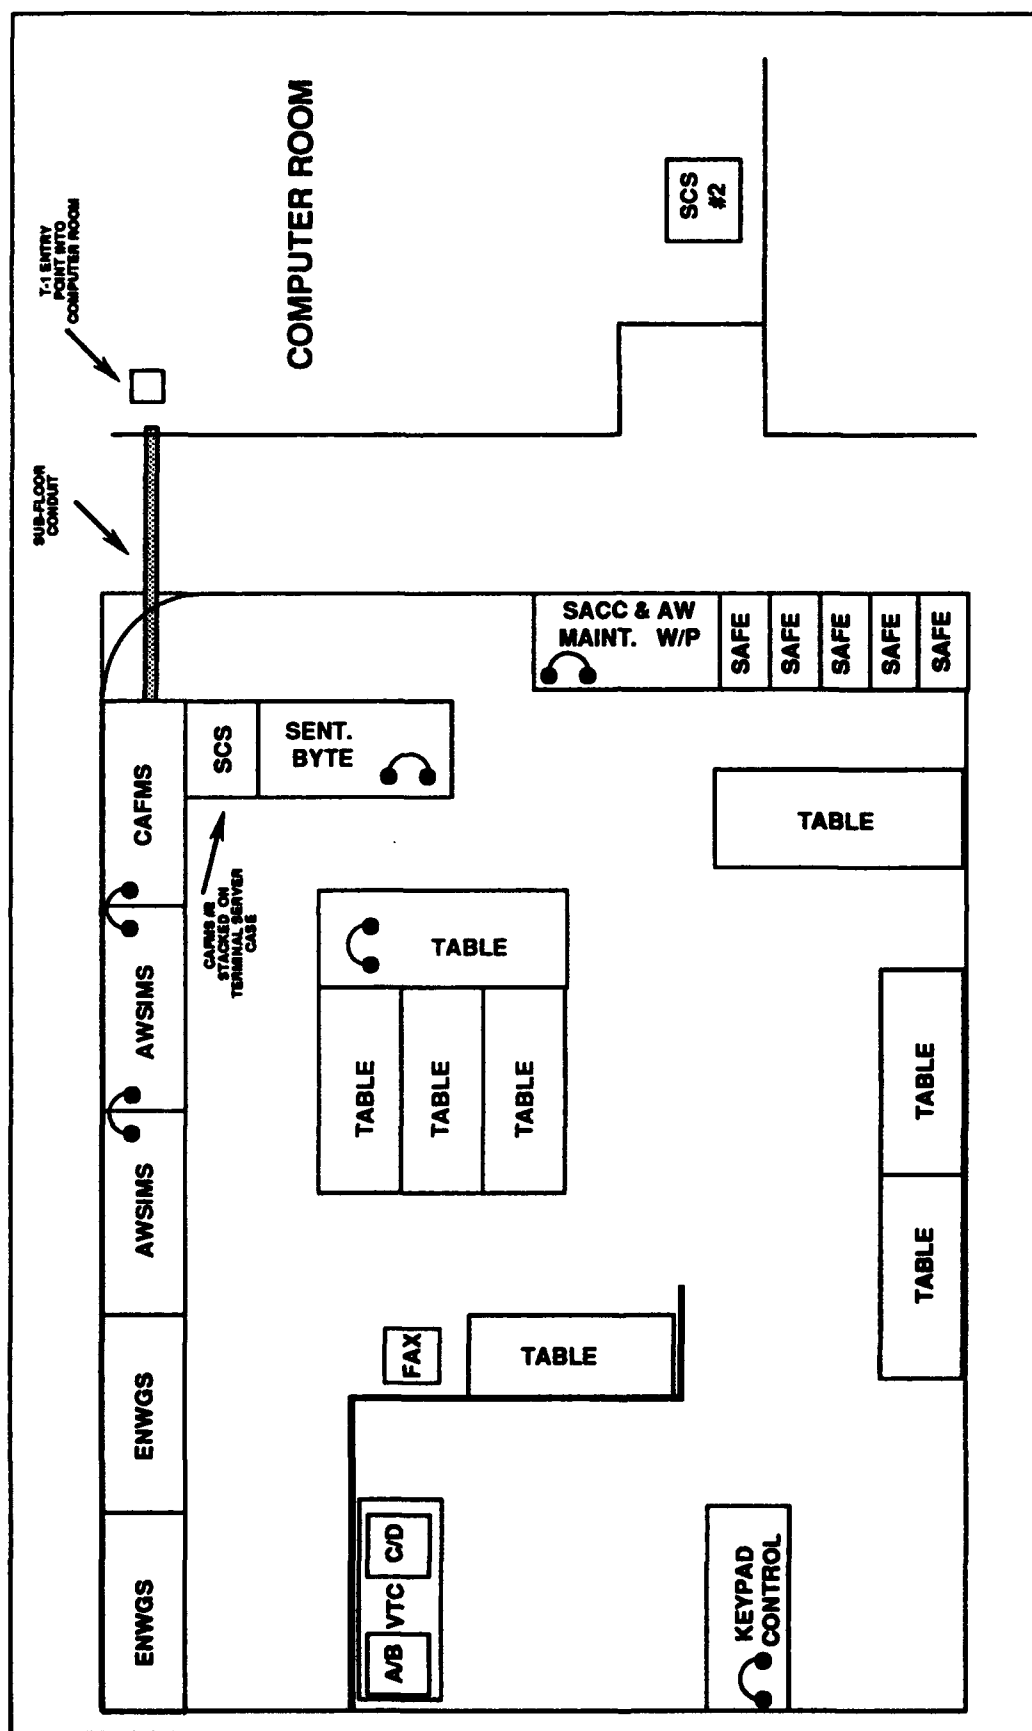 T-1 ENTRY
POINT INTO
COMPUTER ROOM
COMPUTER ROOM
SCS
#2
SUB-FLOOR
CONDUIT
SACC & AW
MAINT. W/P
SAFE
SAFE
SAFE
SAFE
SAFE
CAFMS
SCS
SENT.
BYTE
CAFMS #2
STACKED ON
TERMINAL SERVER
CASE
TABLE
AWSIMS
TABLE
TABLE
TABLE
TABLE
TABLE
AWSIMS
TABLE
ENWGS
FAX
TABLE
ENWGS
A/B
VTC
C/D
KEYPAD
CONTROL